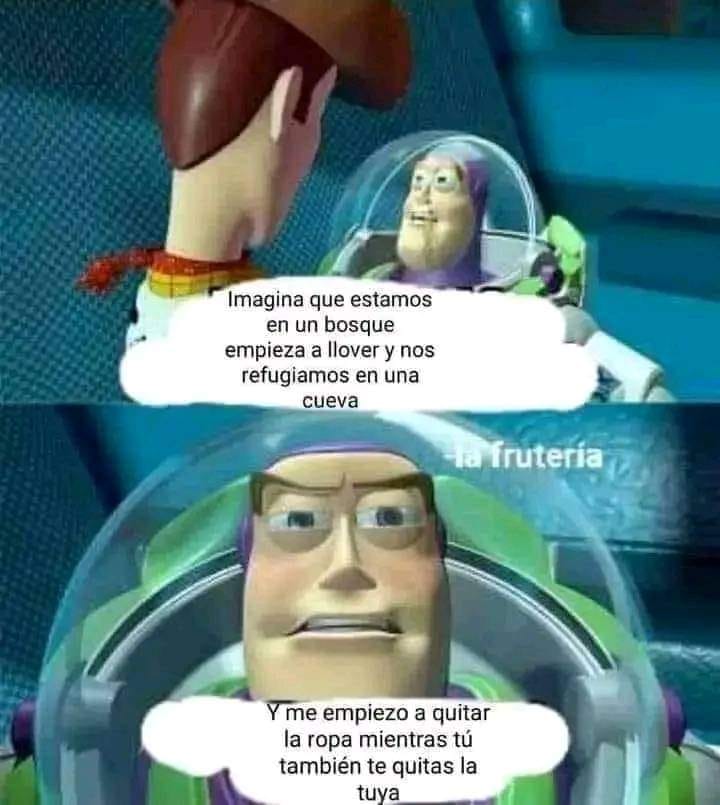 Imagina que estamos
en un bosque
empieza a llover y nos
refugiamos en una
cueva
-la frutería
Y me empiezo a quitar
la ropa mientras tú
también te quitas la
tuya